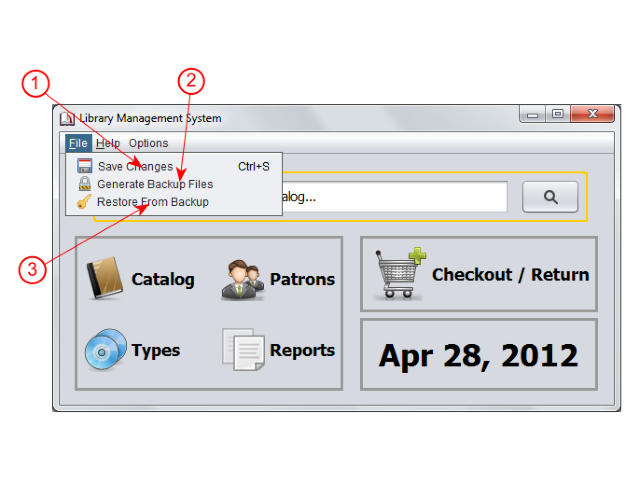 1
2
Library Management System
File Help Options
Save Changes Ctrl+S
Generate Backup Files
alog...
Restore From Backup
3
Catalog
Patrons
Checkout / Return
Types
Reports
Apr 28, 2012